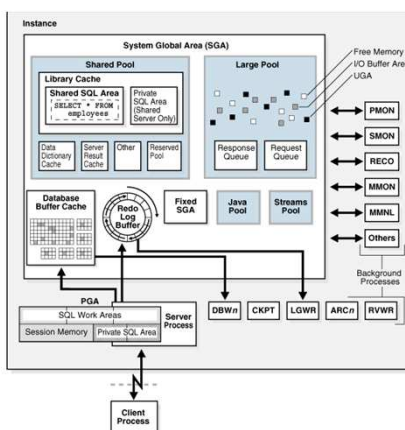 Instance
System Global Area (SGA)
Shared Pool
Library Cache
Shared SQL Area
SELECT * FROM
employees
Private
SQL Area
(Shared
Server Only)
Data
Dictionary
Cache
Server
Result
Cache
Other
Reserved
Pool
Large Pool
Response
Queue
Request
Queue
Free Memory
I/O Buffer Area
UGA
Database
Buffer Cache
Redo
Log
Buffer
Fixed
SGA
Java
Pool
Streams
Pool
PMON
SMON
RECO
MMON
MMNL
Others
Background
Processes
DBWn
CKPT
LGWR
ARCn
RVWR
PGA
SQL Work Areas
Session Memory
Private SQL Area
Server
Process
Client
Process